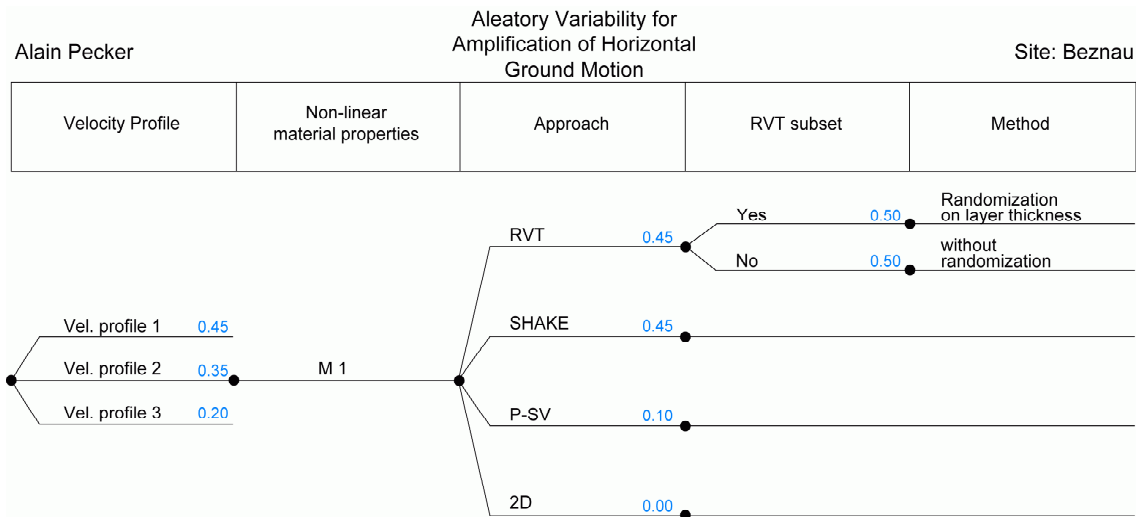 Aleatory Variability for
Amplification of Horizontal
Ground Motion
Alain Pecker
Site: Beznau
Velocity Profile
Non-linear
material properties
Approach
RVT subset
Method
Randomization
on layer thickness
Yes 0.50
RVT 0.45
without
randomization
No 0.50
Vel. profile 1 0.45
SHAKE 0.45
Vel. profile 2 0.35
M 1
Vel. profile 3 0.20
P-SV 0.10
2D 0.00